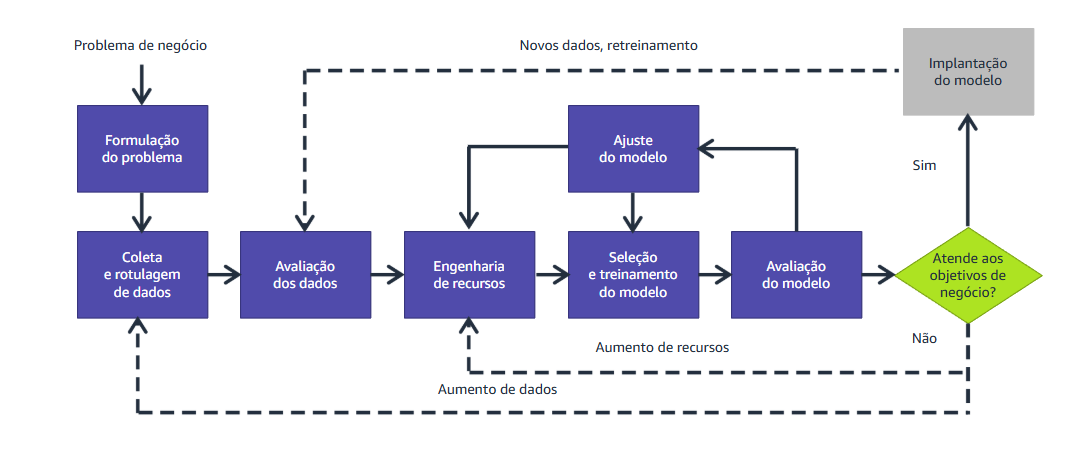 Problema de negócio
Novos dados, retreinamento
Implantação
do modelo
Formulação
do problema
Ajuste
do modelo
Sim
Coleta
e rotulagem
de dados
Avaliação
dos dados
Engenharia
de recursos
Seleção
e treinamento
do modelo
Avaliação
do modelo
Atende aos
objetivos de
negócio?
Não
Aumento de recursos
Aumento de dados